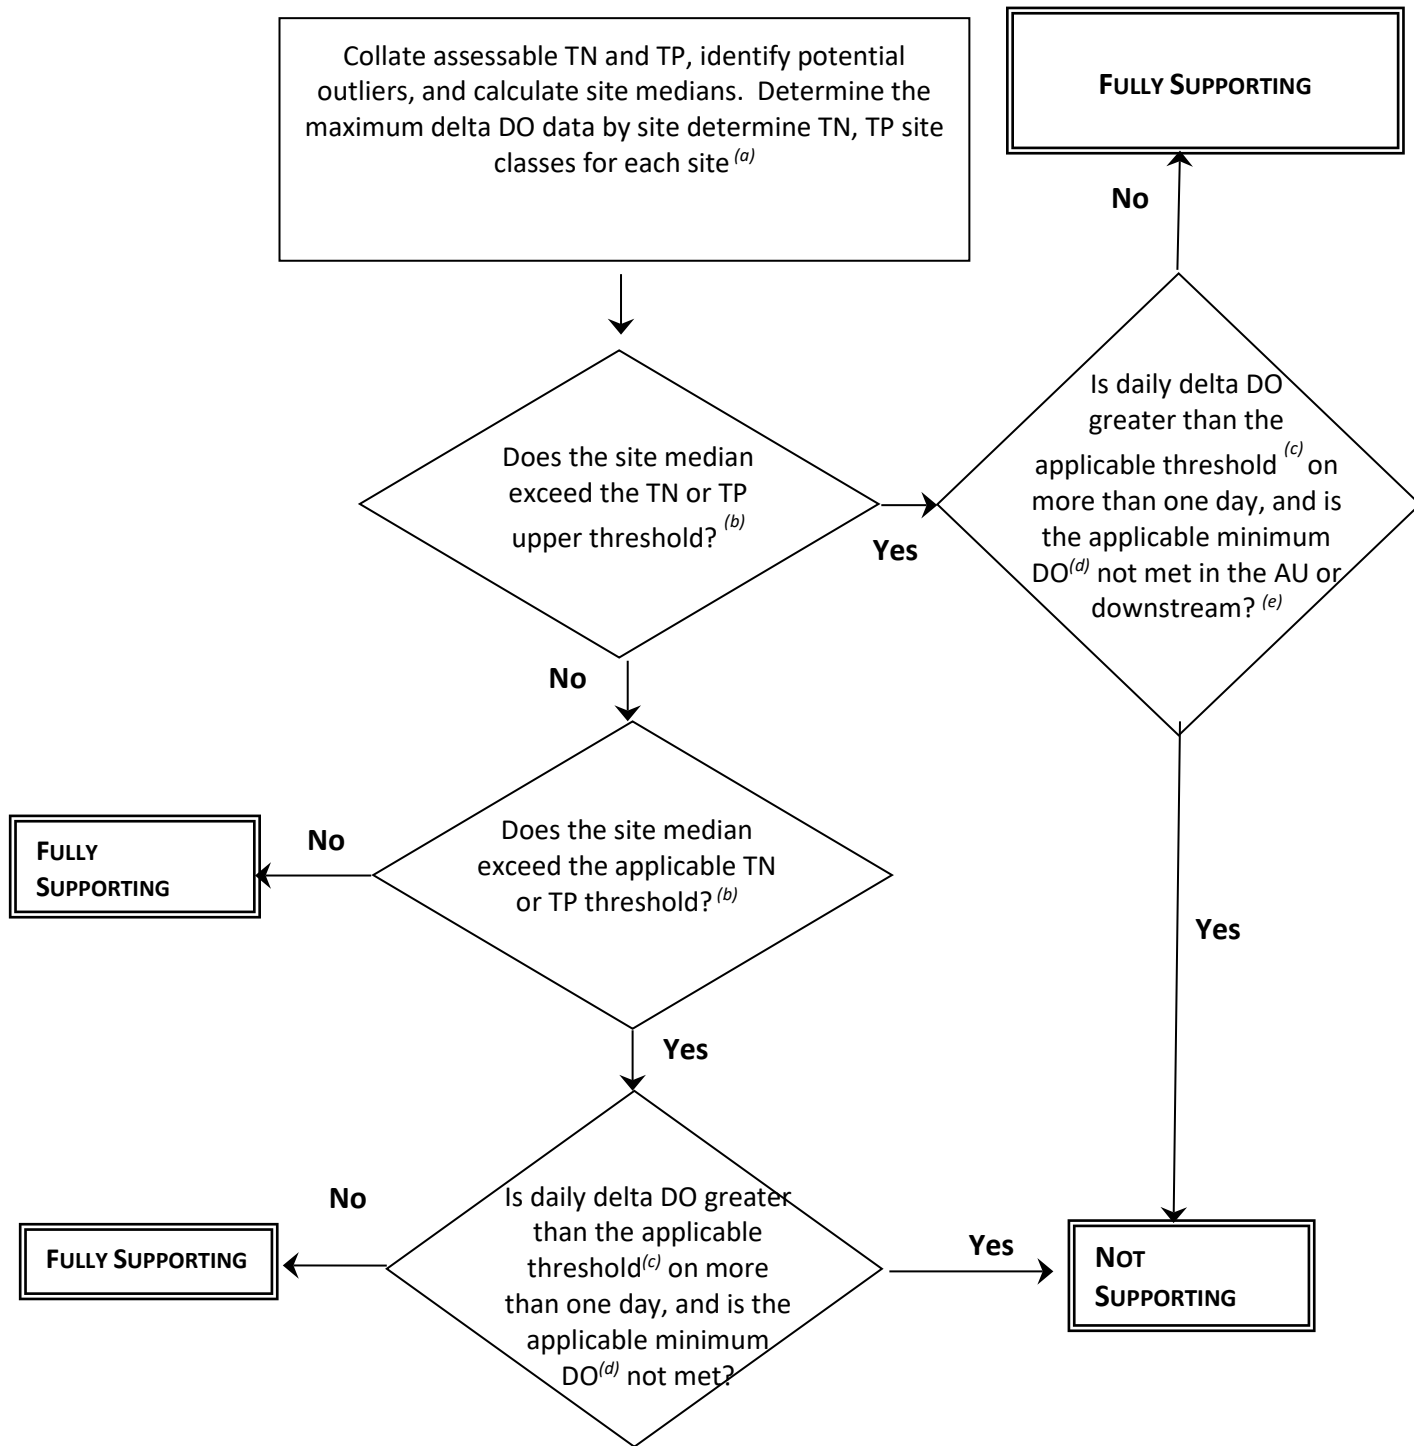 Collate assessable TN and TP, identify potential
outliers, and calculate site medians.  Determine the
maximum delta DO data by site determine TN, TP site
classes for each site (a)
FULLY SUPPORTING
No
Is daily delta DO
greater than the
applicable threshold (c) on
more than one day, and is
the applicable minimum
DO(d) not met in the AU or
downstream? (e)
Does the site median
exceed the TN or TP
upper threshold? (b)
Yes
No
Does the site median
exceed the applicable TN
or TP threshold? (b)
No
FULLY
SUPPORTING
Yes
Yes
Is daily delta DO greater
than the applicable
threshold(c) on more
than one day, and is the
applicable minimum
DO(d) not met?
No
FULLY SUPPORTING
Yes
NOT
SUPPORTING